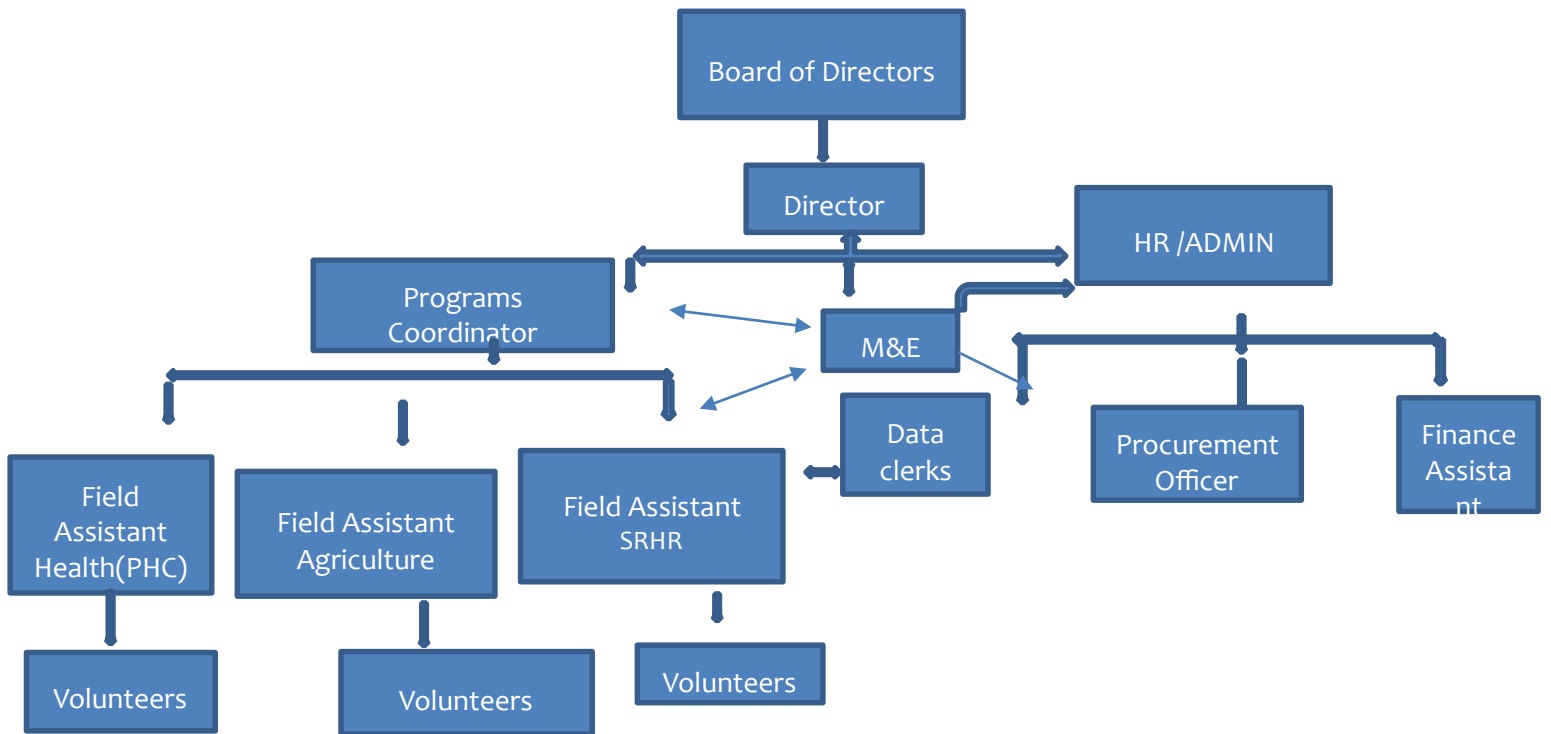 Board of Directors
Director
HR /ADMIN
Programs
Coordinator
M&E
Data
clerks
Procurement
Officer
Finance
Assista
nt
Field
Assistant
Health(PHC)
Field Assistant
Agriculture
Field Assistant
SRHR
Volunteers
Volunteers
Volunteers